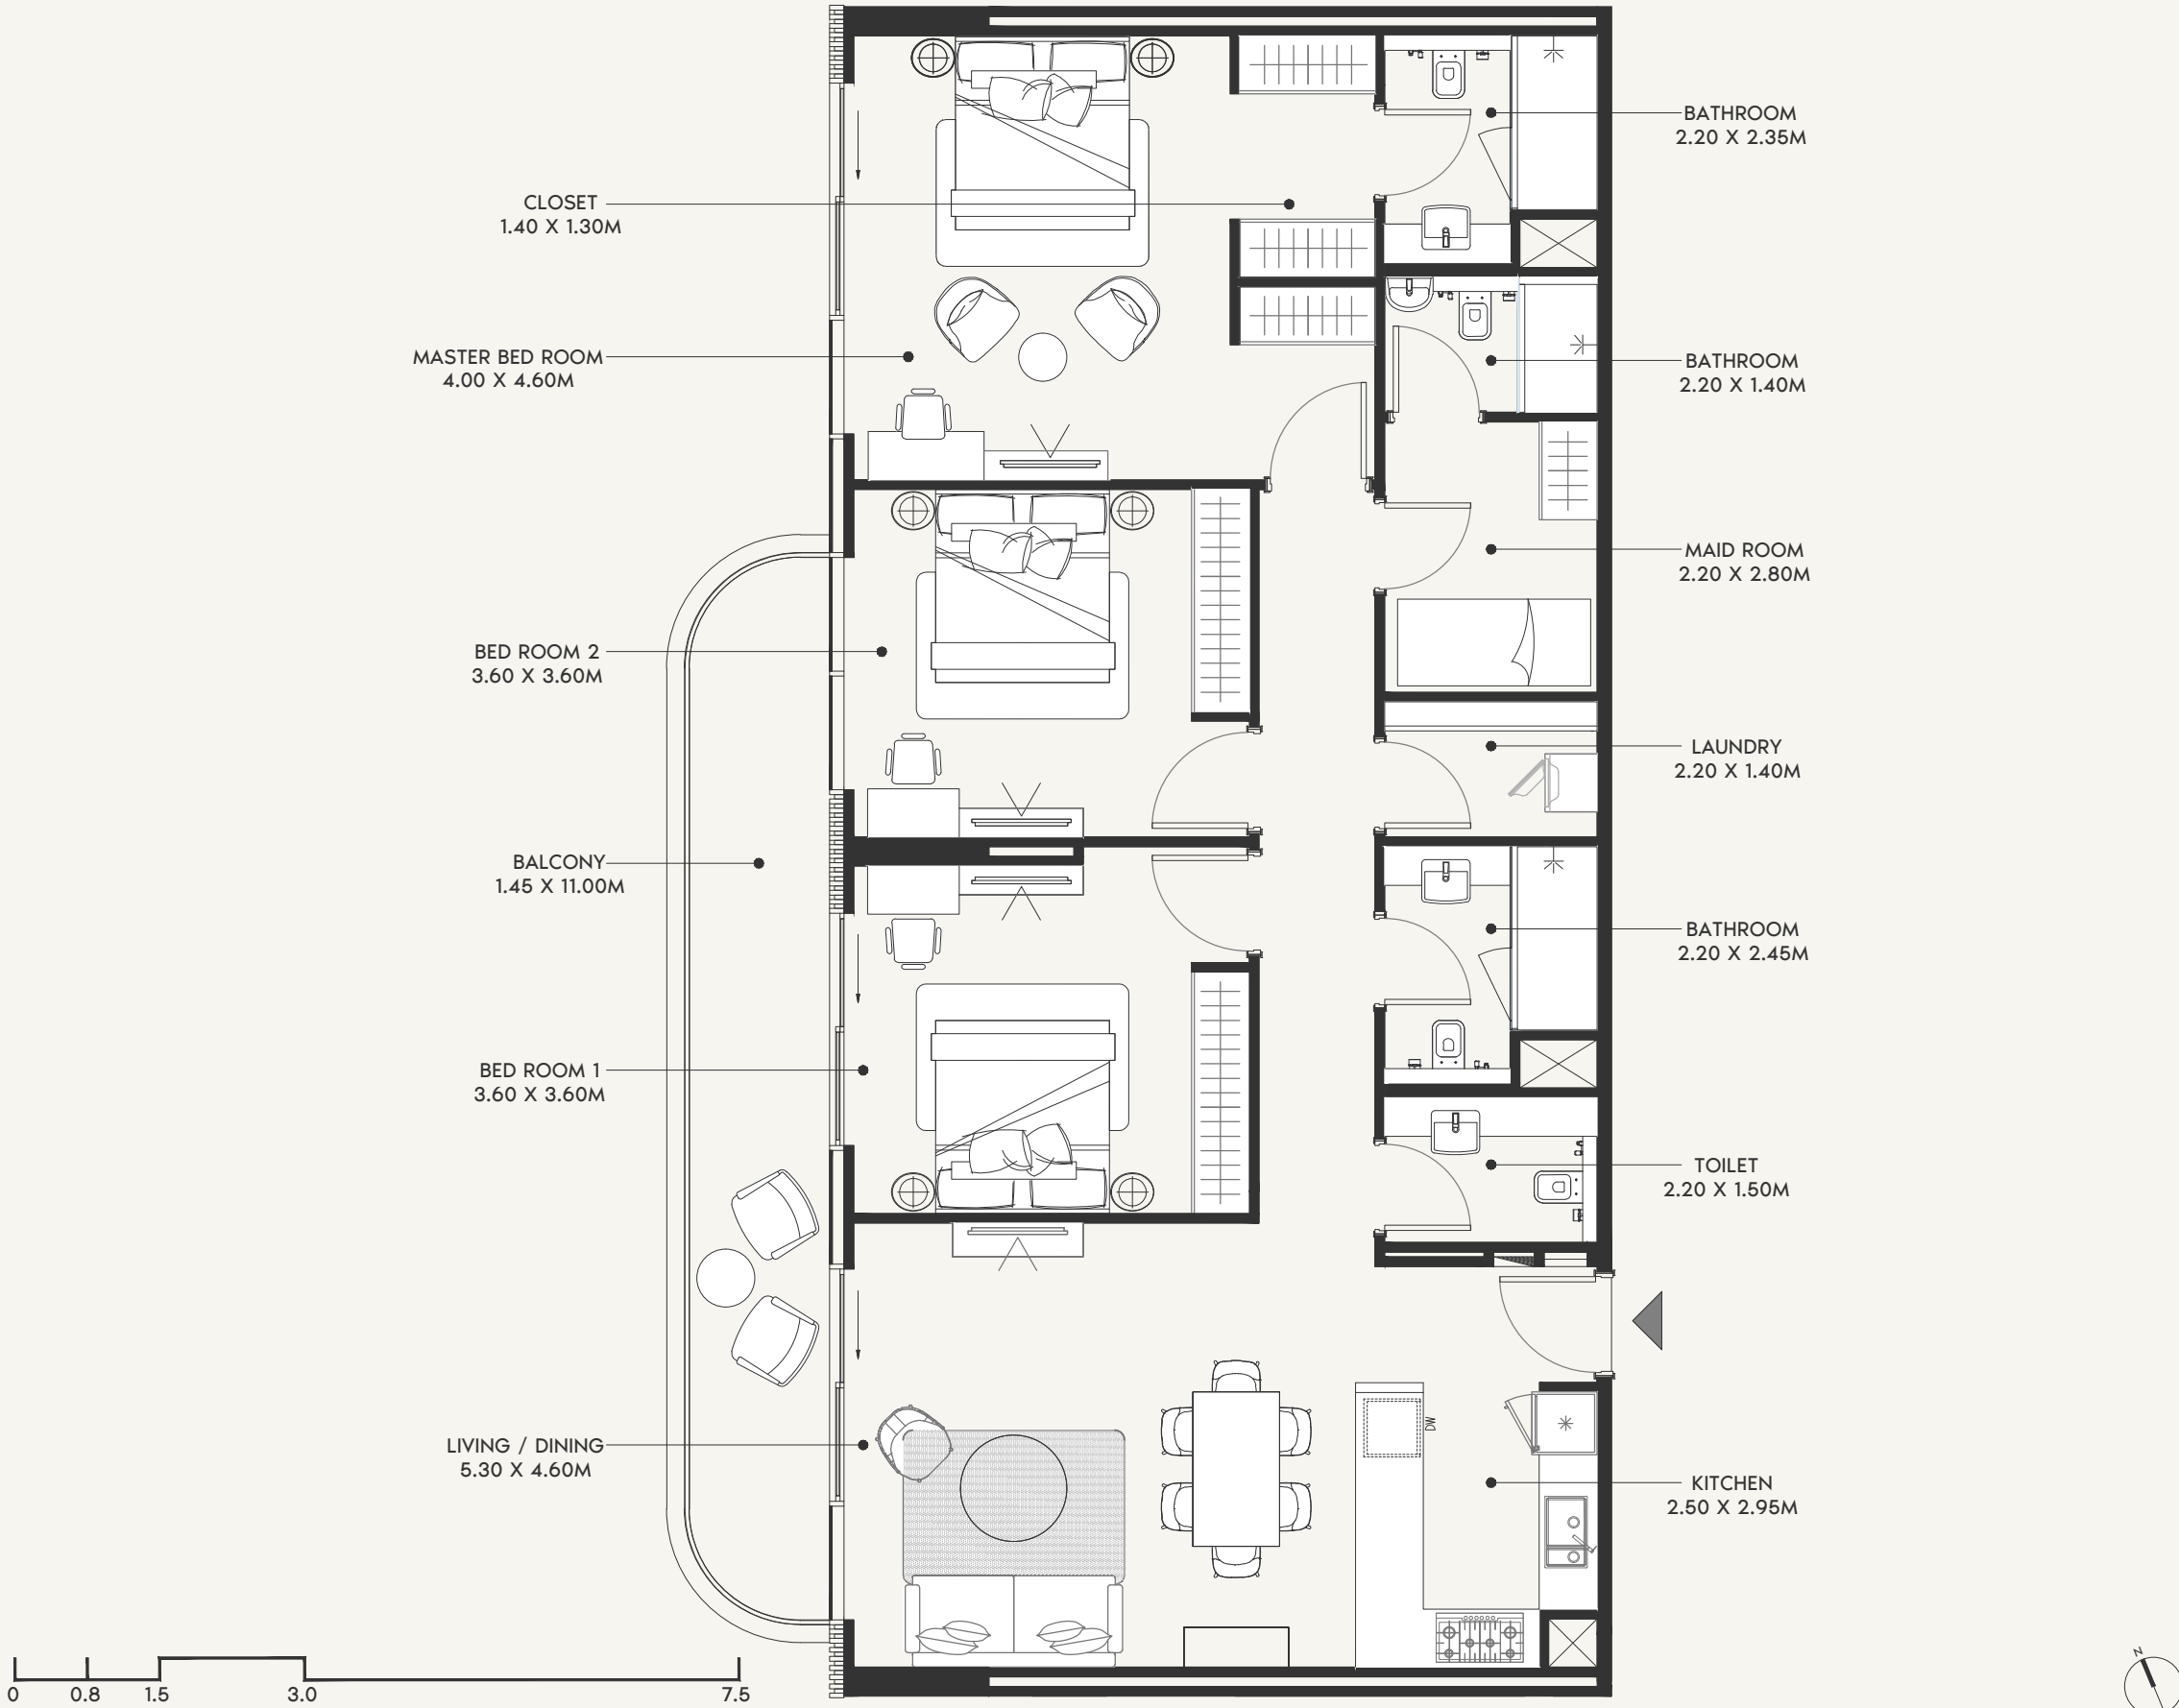 BATHROOM
2.20 X 2.35M
CLOSET
1.40 X 1.30M
MASTER BED ROOM
4.00 X 4.60M
BATHROOM
2.20 X 1.40M
MAID ROOM
2.20 X 2.80M
BED ROOM 2
3.60 X 3.60M
LAUNDRY
2.20 X 1.40M
BALCONY
1.45 X 11.00M
BATHROOM
2.20 X 2.45M
BED ROOM 1
3.60 X 3.60M
TOILET
2.20 X 1.50M
DW
LIVING / DINING
5.30 X 4.60M
KITCHEN
2.50 X 2.95M
0 0.8 1.5 3.0 7.5
N